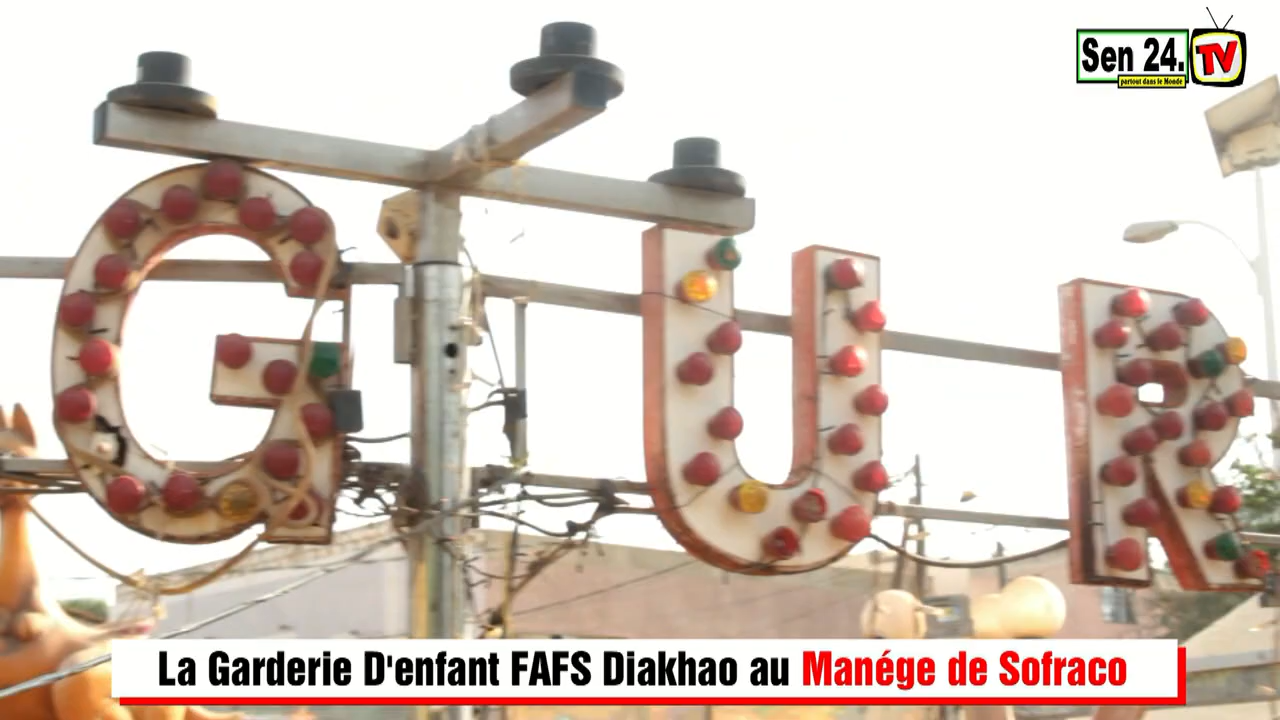 Sen 24.
TV
partout dans le Monde
G U R
La Garderie D'enfant FAFS Diakhao au Manége de Sofraco